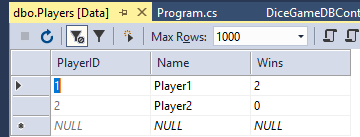 dbo.Players [Data] Program.cs DiceGameDBCont
Max Rows: 1000
PlayerID Name Wins
1 Player1 2
2 Player2 0
NULL NULL NULL